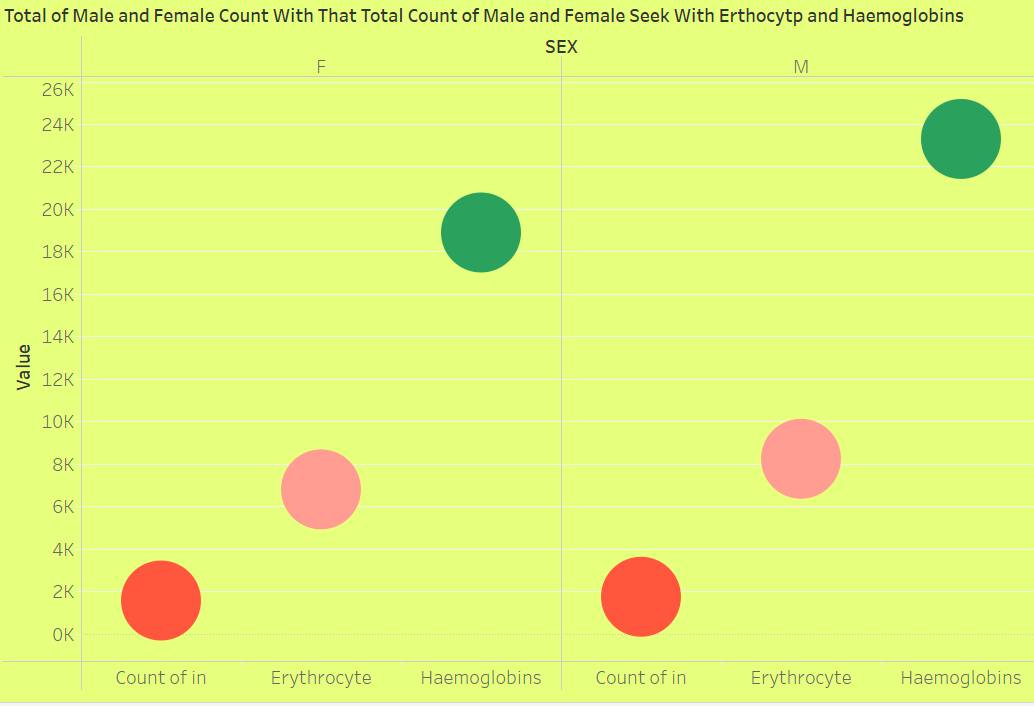 Total of Male and Female Count With That Total Count of Male and Female Seek With Erthocytp and Haemoglobins
SEX
F M
26K
24K
22K
20K
18K
16K
14K
12K
10K
8K
6K
4K
2K
0K
Value
Count of in Erythrocyte Haemoglobins Count of in Erythrocyte Haemoglobins